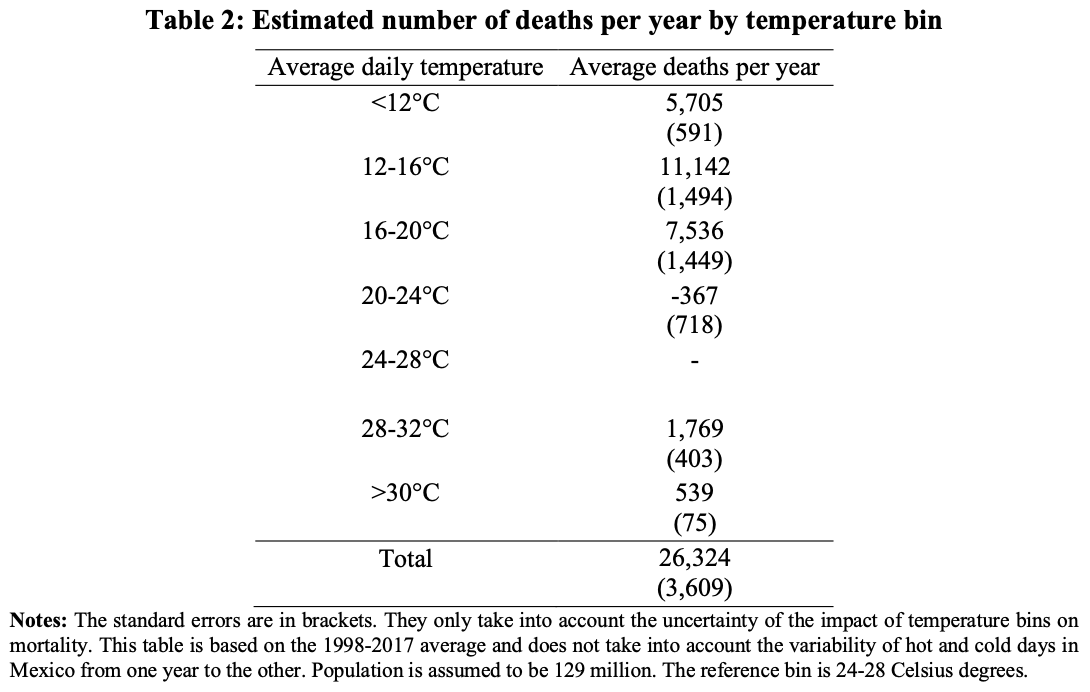 Table 2: Estimated number of deaths per year by temperature bin
Average daily temperature Average deaths per year
<12°C 5,705
(591)
12-16°C 11,142
(1,494)
16-20°C 7,536
(1,449)
20-24°C -367
(718)
24-28°C -
28-32°C 1,769
(403)
>30°C 539
(75)
Total 26,324
(3,609)
Notes: The standard errors are in brackets. They only take into account the uncertainty of the impact of temperature bins on
mortality. This table is based on the 1998-2017 average and does not take into account the variability of hot and cold days in
Mexico from one year to the other. Population is assumed to be 129 million. The reference bin is 24-28 Celsius degrees.